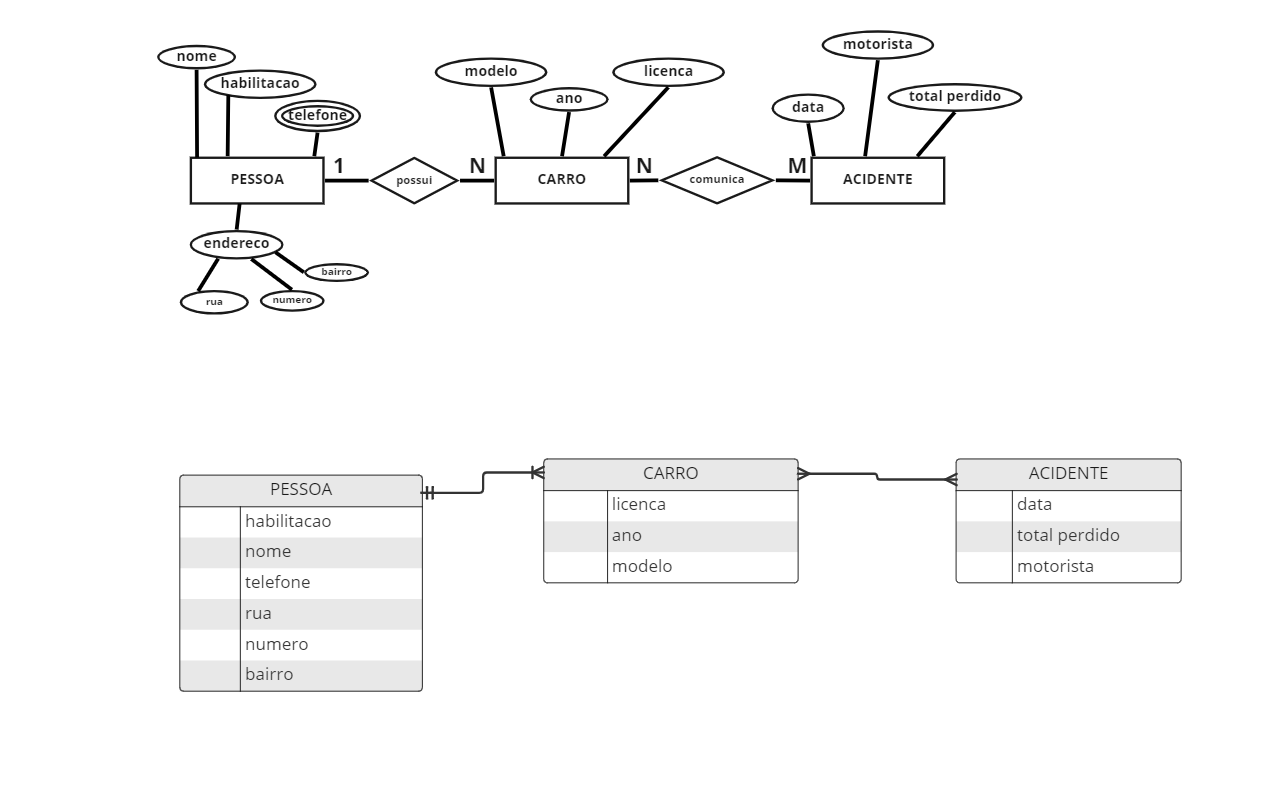 motorista
nome
modelo
licenca
habilitacao
ano
total perdido
data
telefone
1
N
N
M
PESSOA
possui
CARRO
comunica
ACIDENTE
endereco
bairro
rua
numero
PESSOA
habilitacao
nome
telefone
rua
numero
bairro
CARRO
licenca
ano
modelo
ACIDENTE
data
total perdido
motorista